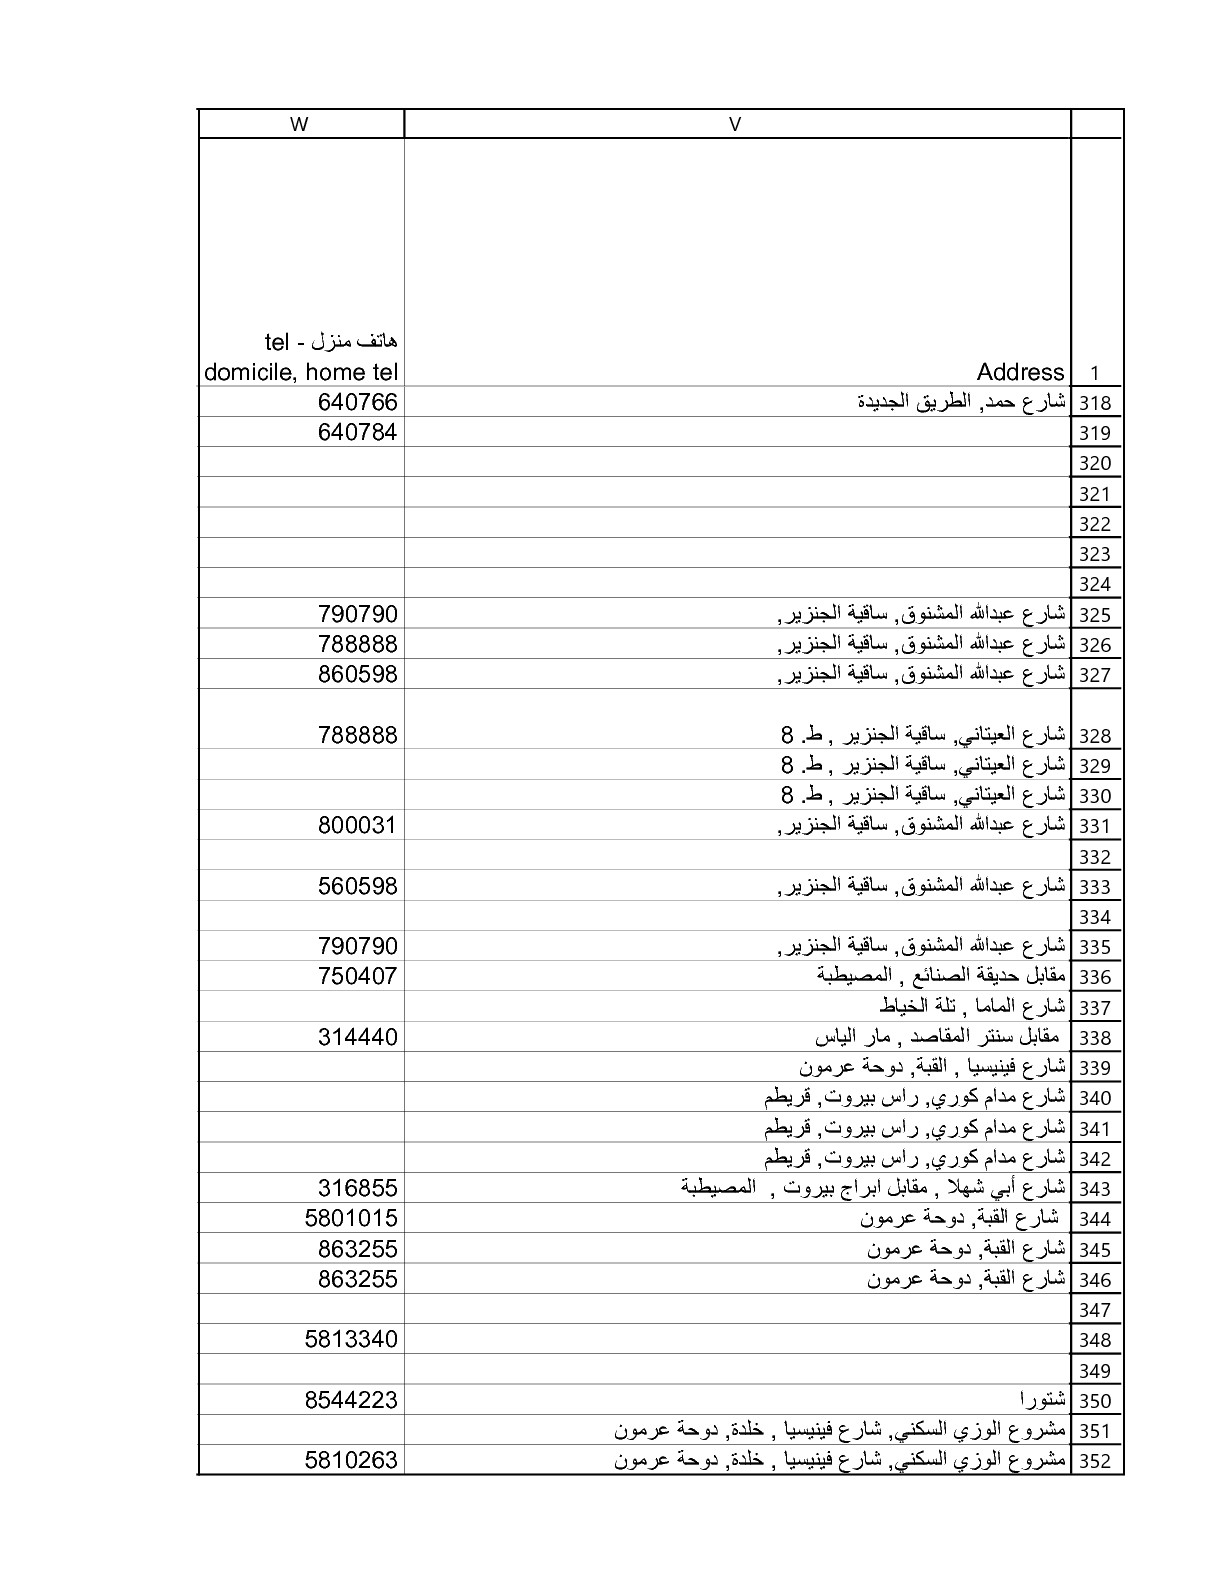 V W
1 Address هاتف منزل - tel
domicile, home tel
318 شارع حمد, الطريق الجديدة 640766
319 640784
320
321
322
323
324
325 شارع عبدالله المشنوق, ساقية الجنزير, 790790
326 شارع عبدالله المشنوق, ساقية الجنزير, 788888
327 شارع عبدالله المشنوق, ساقية الجنزير, 860598
328 شارع العيتاني, ساقية الجنزير , ط. 8 788888
329 شارع العيتاني, ساقية الجنزير , ط. 8
330 شارع العيتاني, ساقية الجنزير , ط. 8
331 شارع عبدالله المشنوق, ساقية الجنزير, 800031
332
333 شارع عبدالله المشنوق, ساقية الجنزير, 560598
334
335 شارع عبدالله المشنوق, ساقية الجنزير, 790790
336 مقابل حديقة الصنائع , المصيطبة 750407
337 شارع الماما , تلة الخياط
338 مقابل سنتر المقاصد , مار الياس 314440
339 شارع فينيسيا , القبة, دوحة عرمون
340 شارع مدام كوري, راس بيروت, قريطم
341 شارع مدام كوري, راس بيروت, قريطم
342 شارع مدام كوري, راس بيروت, قريطم
343 شارع أبي شهلا , مقابل ابراج بيروت , المصيطبة 316855
344 شارع القبة, دوحة عرمون 5801015
345 شارع القبة, دوحة عرمون 863255
346 شارع القبة, دوحة عرمون 863255
347
348 5813340
349
350 شتورا 8544223
351 مشروع الوزي السكني, شارع فينيسيا , خلدة, دوحة عرمون
352 مشروع الوزي السكني, شارع فينيسيا , خلدة, دوحة عرمون 5810263